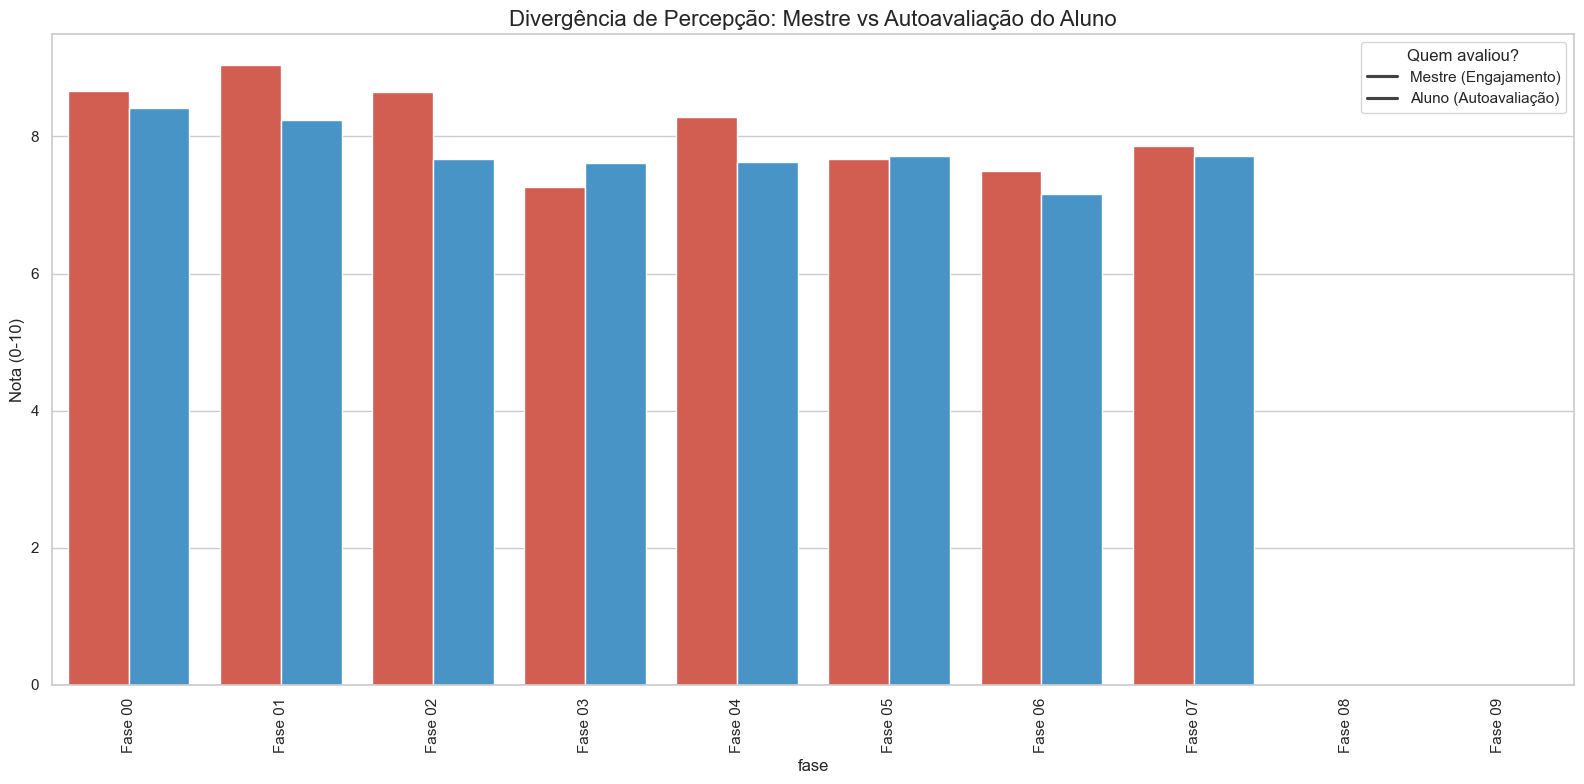 Divergência de Percepção: Mestre vs Autoavaliação do Aluno
Quem avaliou?
Mestre (Engajamento)
Aluno (Autoavaliação)
Nota (0-10)
8
6
4
2
0
Fase 00
Fase 01
Fase 02
Fase 03
Fase 04
Fase 05
Fase 06
Fase 07
Fase 08
Fase 09
fase